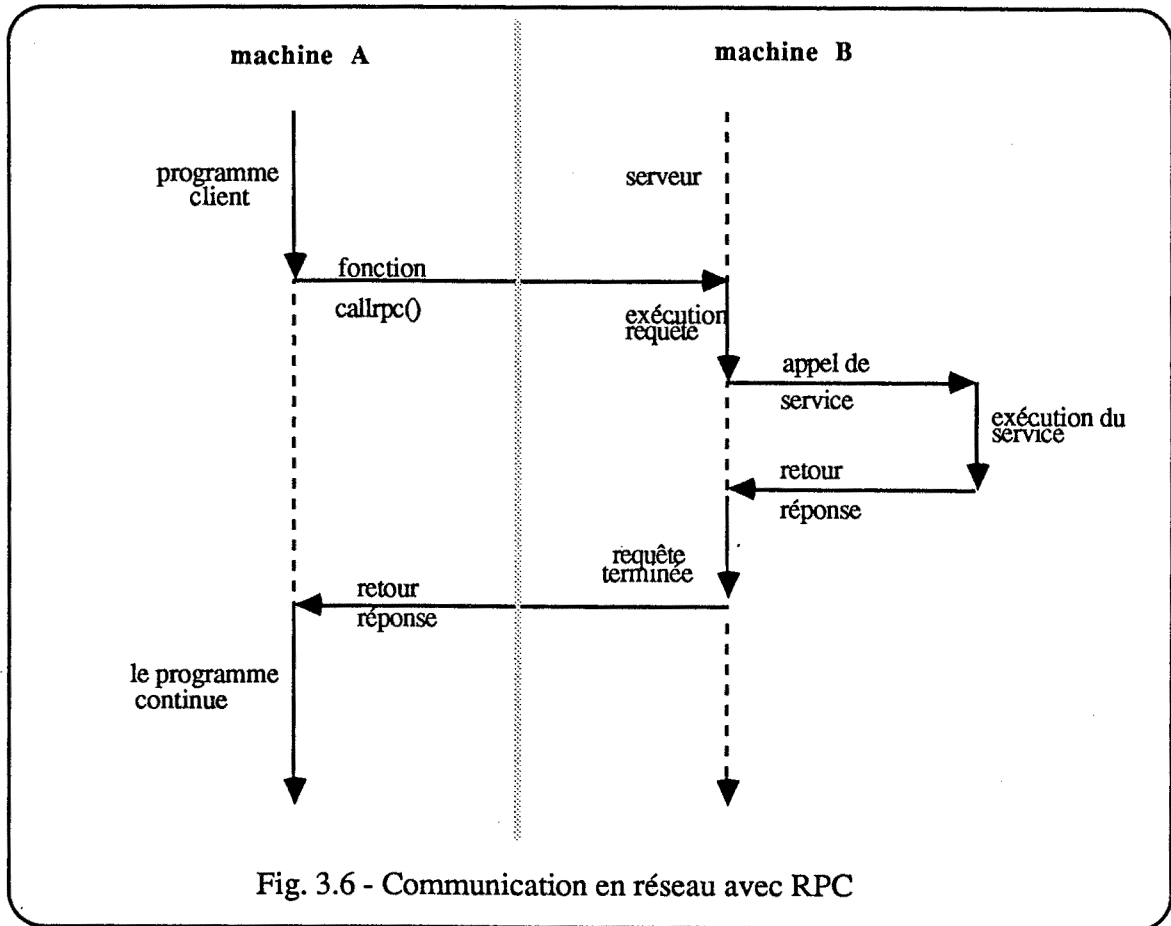 machine A
machine B
programme
client
serveur
fonction
callrpc()
exécution
requête
appel de
service
exécution du
service
retour
réponse
requête
terminée
retour
réponse
le programme
continue
Fig. 3.6 - Communication en réseau avec RPC